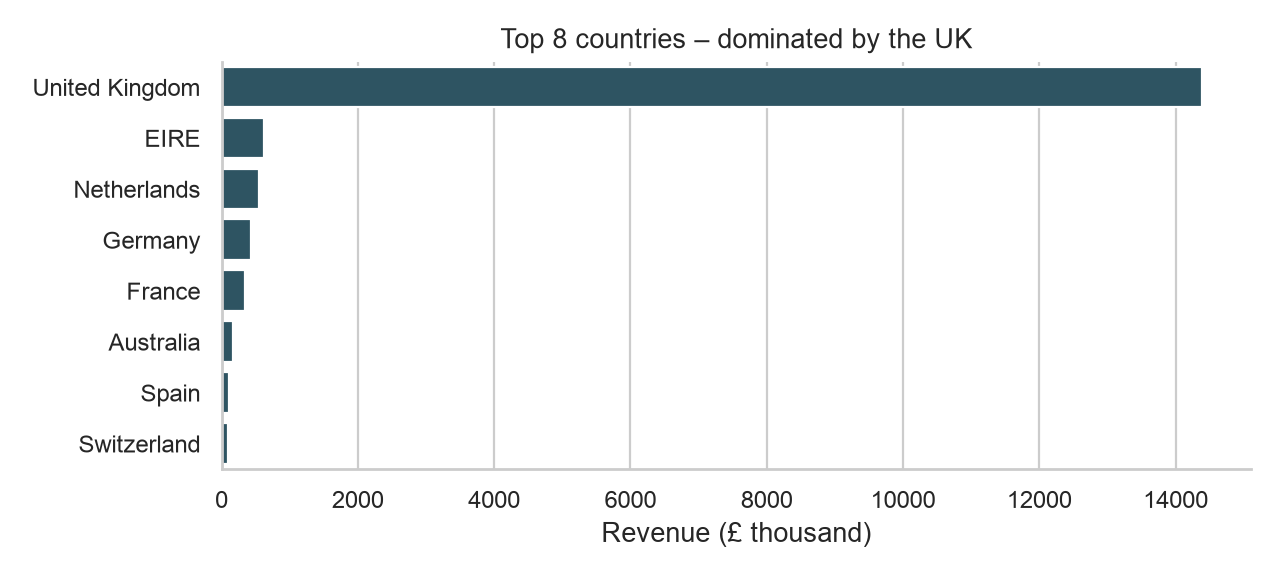 Top 8 countries – dominated by the UK
United Kingdom
EIRE
Netherlands
Germany
France
Australia
Spain
Switzerland
0 2000 4000 6000 8000 10000 12000 14000
Revenue (£ thousand)